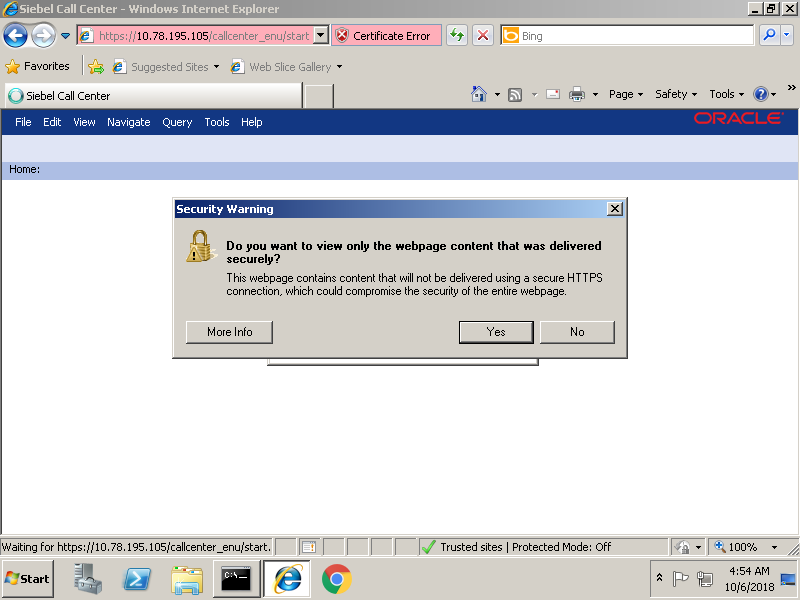 Siebel Call Center - Windows Internet Explorer
https://10.78.195.105/callcenter_enu/start
Certificate Error
Bing
Favorites
Suggested Sites
Web Slice Gallery
Siebel Call Center
Page
Safety
Tools
File Edit View Navigate Query Tools Help
ORACLE
Home:
Security Warning
Do you want to view only the webpage content that was delivered
securely?
This webpage contains content that will not be delivered using a secure HTTPS
connection, which could compromise the security of the entire webpage.
More Info
Yes
No
Waiting for https://10.78.195.105/callcenter_enu/start.
Trusted sites | Protected Mode: Off
100%
Start
C:\.
4:54 AM
10/6/2018